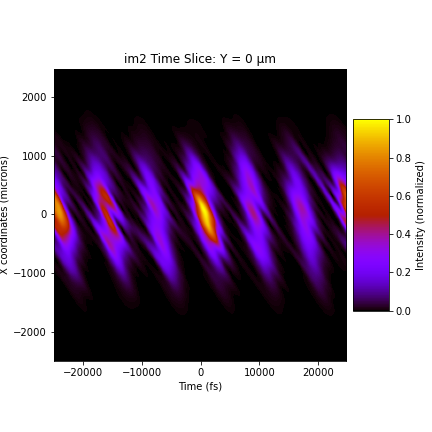 im2 Time Slice: Y = 0 μm
2000
1000
0
−1000
−2000
X coordinates (microns)
−20000 −10000 0 10000 20000
Time (fs)
1.0
0.8
0.6
0.4
0.2
0.0
Intensity (normalized)